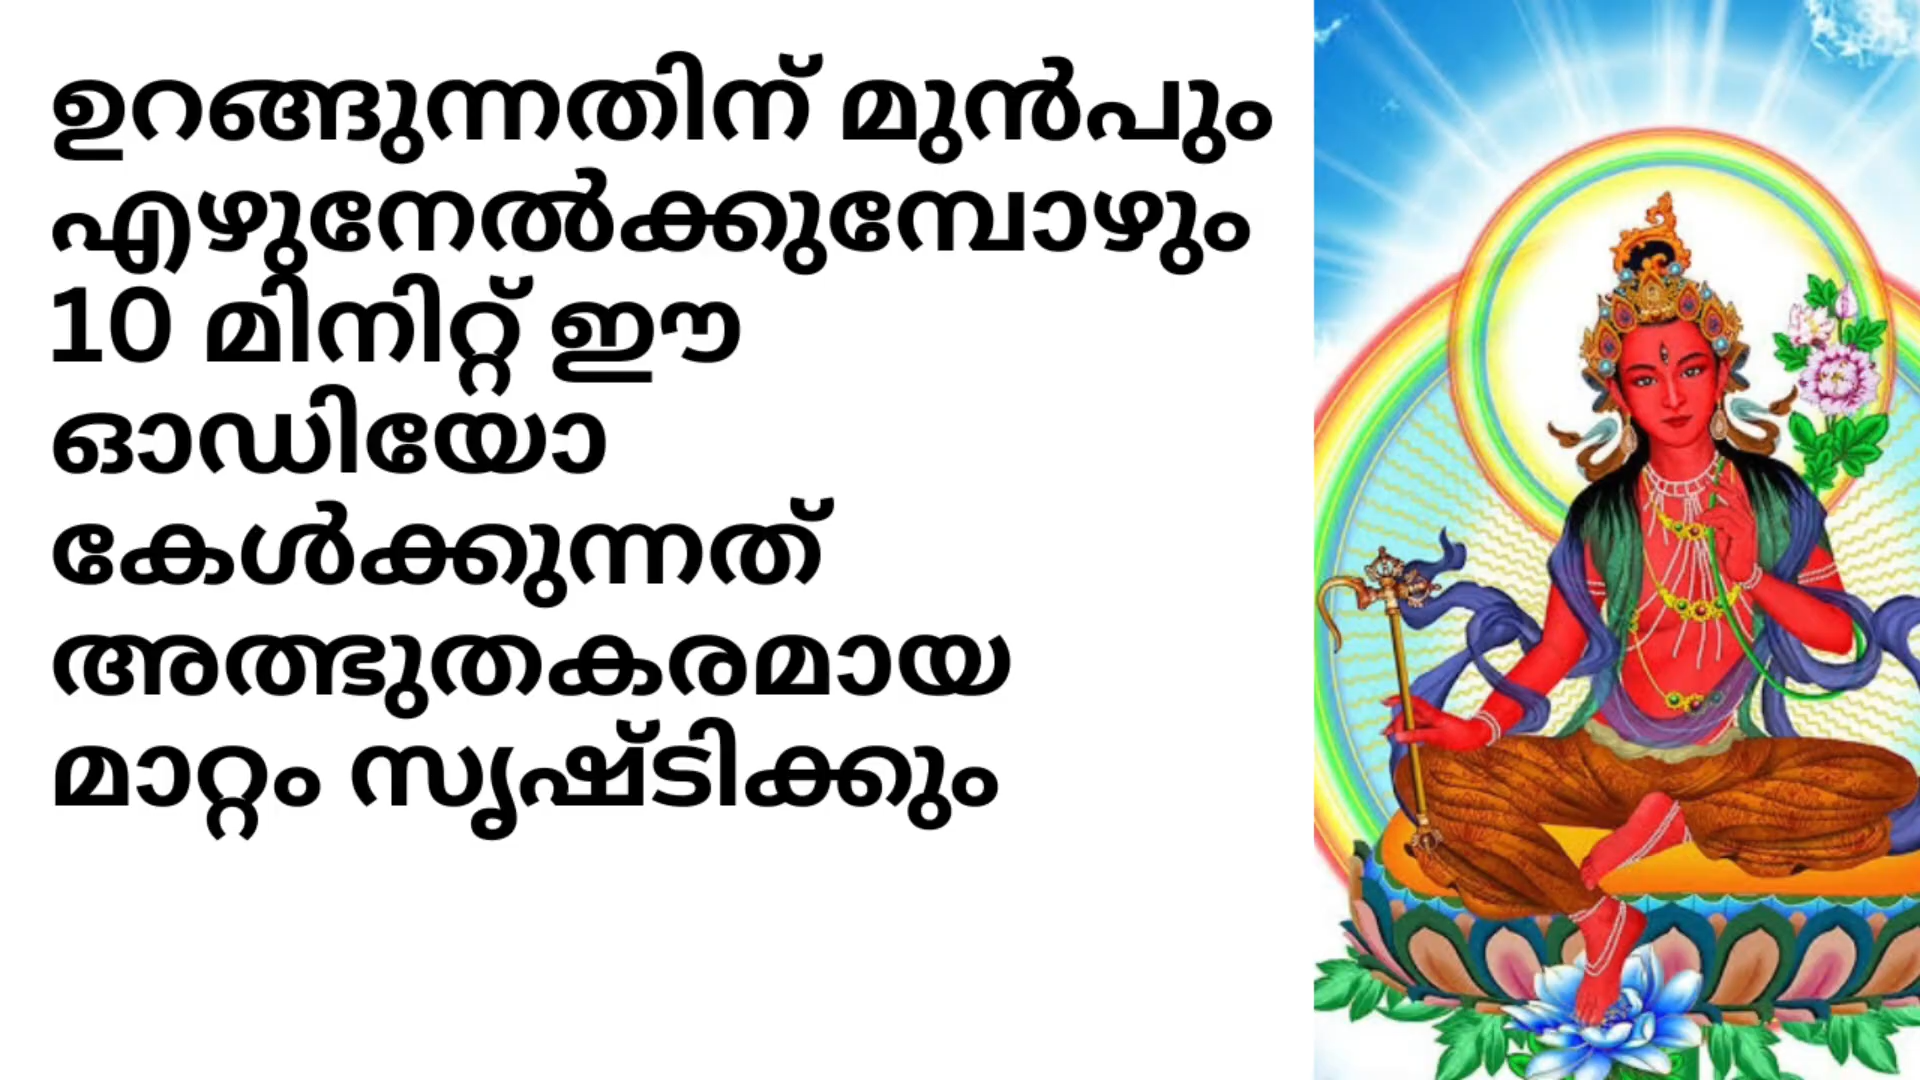 ഉറങ്ങുന്നതിന് മുൻപും
എഴുനേൽക്കുമ്പോഴും
10 മിനിറ്റ് ഈ
ഓഡിയോ
കേൾക്കുന്നത്
അത്ഭുതകരമായ
മാറ്റം സൃഷ്ടിക്കും